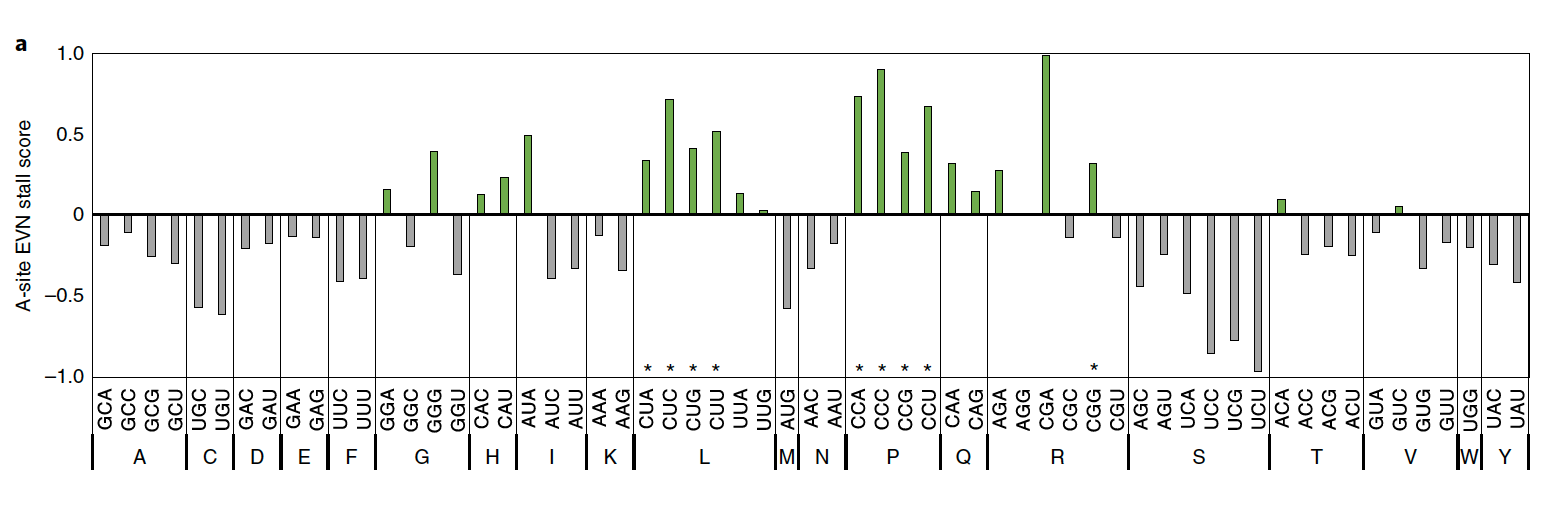 a
A-site EVN stall score
1.0
0.5
0
–0.5
–1.0
* * * * * * * * *
GCA GCC GCG GCU UGC UGU GAC GAU GAA GAG UUC UUU GGA GGC GGG GGU CAC CAU AUA AUC AUU AAA AAG CUA CUC CUG CUU UUA UUG AUG AAC AAU CCA CCC CCG CCU CAA CAG AGA AGG CGA CGC CGG CGU AGC AGU UCA UCC UCG UCU ACA ACC ACG ACU GUA GUC GUG GUU UGG UAC UAU
A C D E F G H I K L M N P Q R S T V W Y